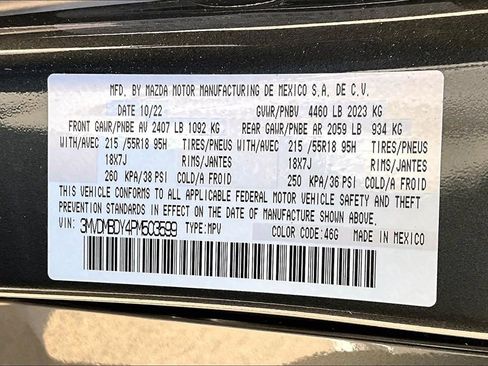 MFD. BY MAZDA MOTOR MANUFACTURING DE MEXICO S.A. DE C.V.
DATE 10/22 GVWR/PNBV 4460 LB 2023 KG
FRONT GAWR/PNBE AV 2407 LB 1092 KG REAR GAWR/PNBE AR 2059 LB 934 KG
WITH/AVEC 215 /55R18 95H TIRES/PNEUS WITH/AVEC 215 /55R18 95H TIRES/PNEUS
18X7J RIMS/JANTES 18X7J RIMS/JANTES
260 KPA/38 PSI COLD/A FROID 250 KPA/36 PSI COLD/A FROID
THIS VEHICLE CONFORMS TO ALL APPLICABLE FEDERAL MOTOR VEHICLE SAFETY AND THEFT
PREVENTION STANDARDS IN EFFECT ON THE DATE OF MANUFACTURE SHOWN ABOVE.
VIN: 3MVDMBDY4PM503599 TYPE: MPV COLOR CODE: 46G MADE IN MEXICO